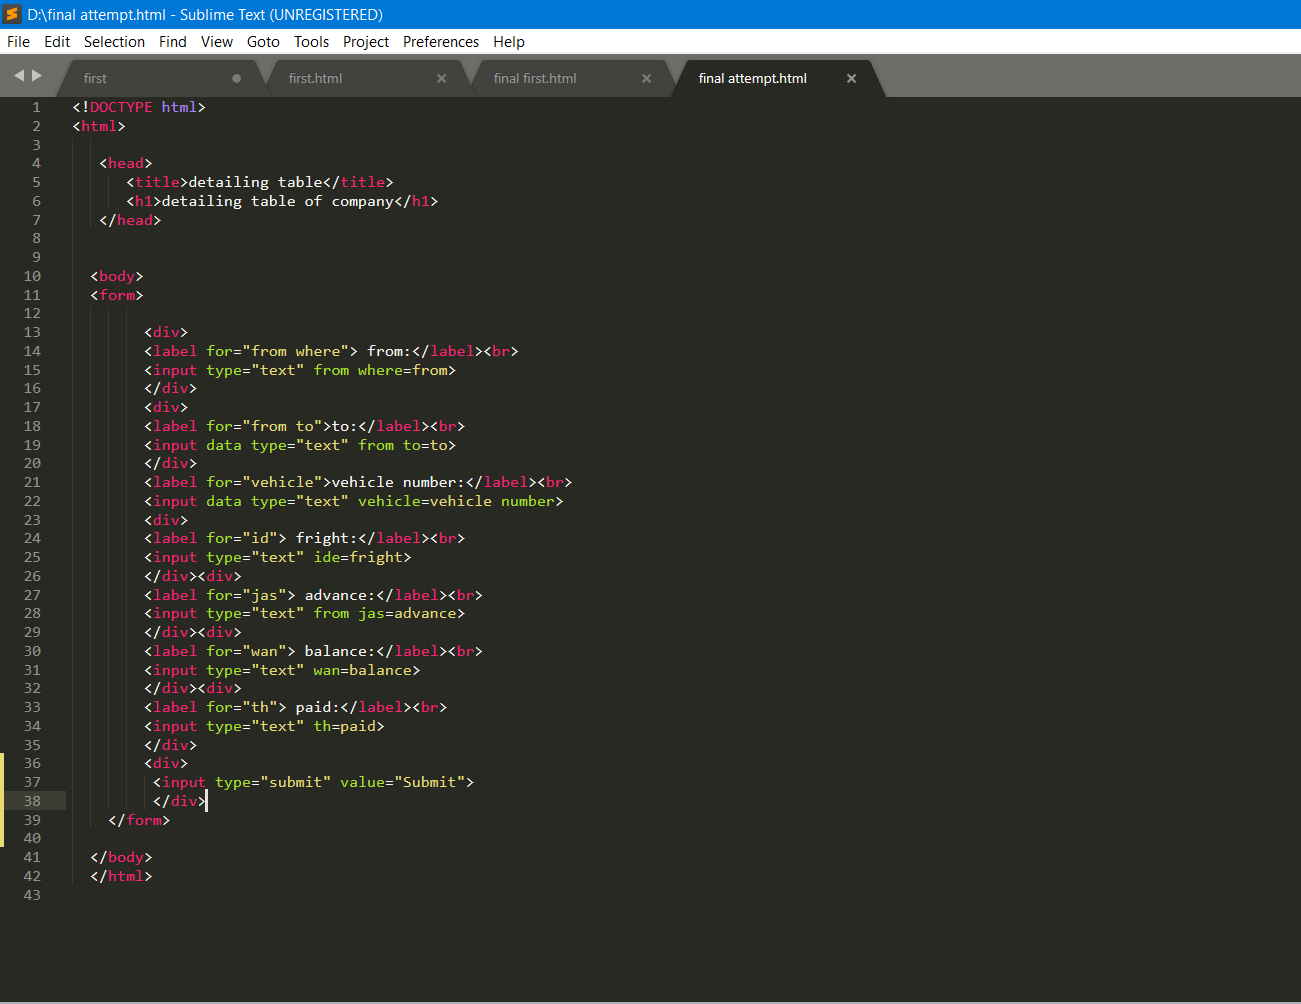 D:\final attempt.html - Sublime Text (UNREGISTERED)
File Edit Selection Find View Goto Tools Project Preferences Help
first first.html final first.html final attempt.html
1 <!DOCTYPE html>
2 <html>
3
4 <head>
5 <title>detailing table</title>
6 <h1>detailing table of company</h1>
7 </head>
8
9
10 <body>
11 <form>
12
13 <div>
14 <label for="from where"> from:</label><br>
15 <input type="text" from where=from>
16 </div>
17 <div>
18 <label for="from to">to:</label><br>
19 <input data type="text" from to=to>
20 </div>
21 <label for="vehicle">vehicle number:</label><br>
22 <input data type="text" vehicle=vehicle number>
23 <div>
24 <label for="id"> fright:</label><br>
25 <input type="text" ide=fright>
26 </div><div>
27 <label for="jas"> advance:</label><br>
28 <input type="text" from jas=advance>
29 </div><div>
30 <label for="wan"> balance:</label><br>
31 <input type="text" wan=balance>
32 </div><div>
33 <label for="th"> paid:</label><br>
34 <input type="text" th=paid>
35 </div>
36 <div>
37 <input type="submit" value="Submit">
38 </div>
39 </form>
40
41 </body>
42 </html>
43